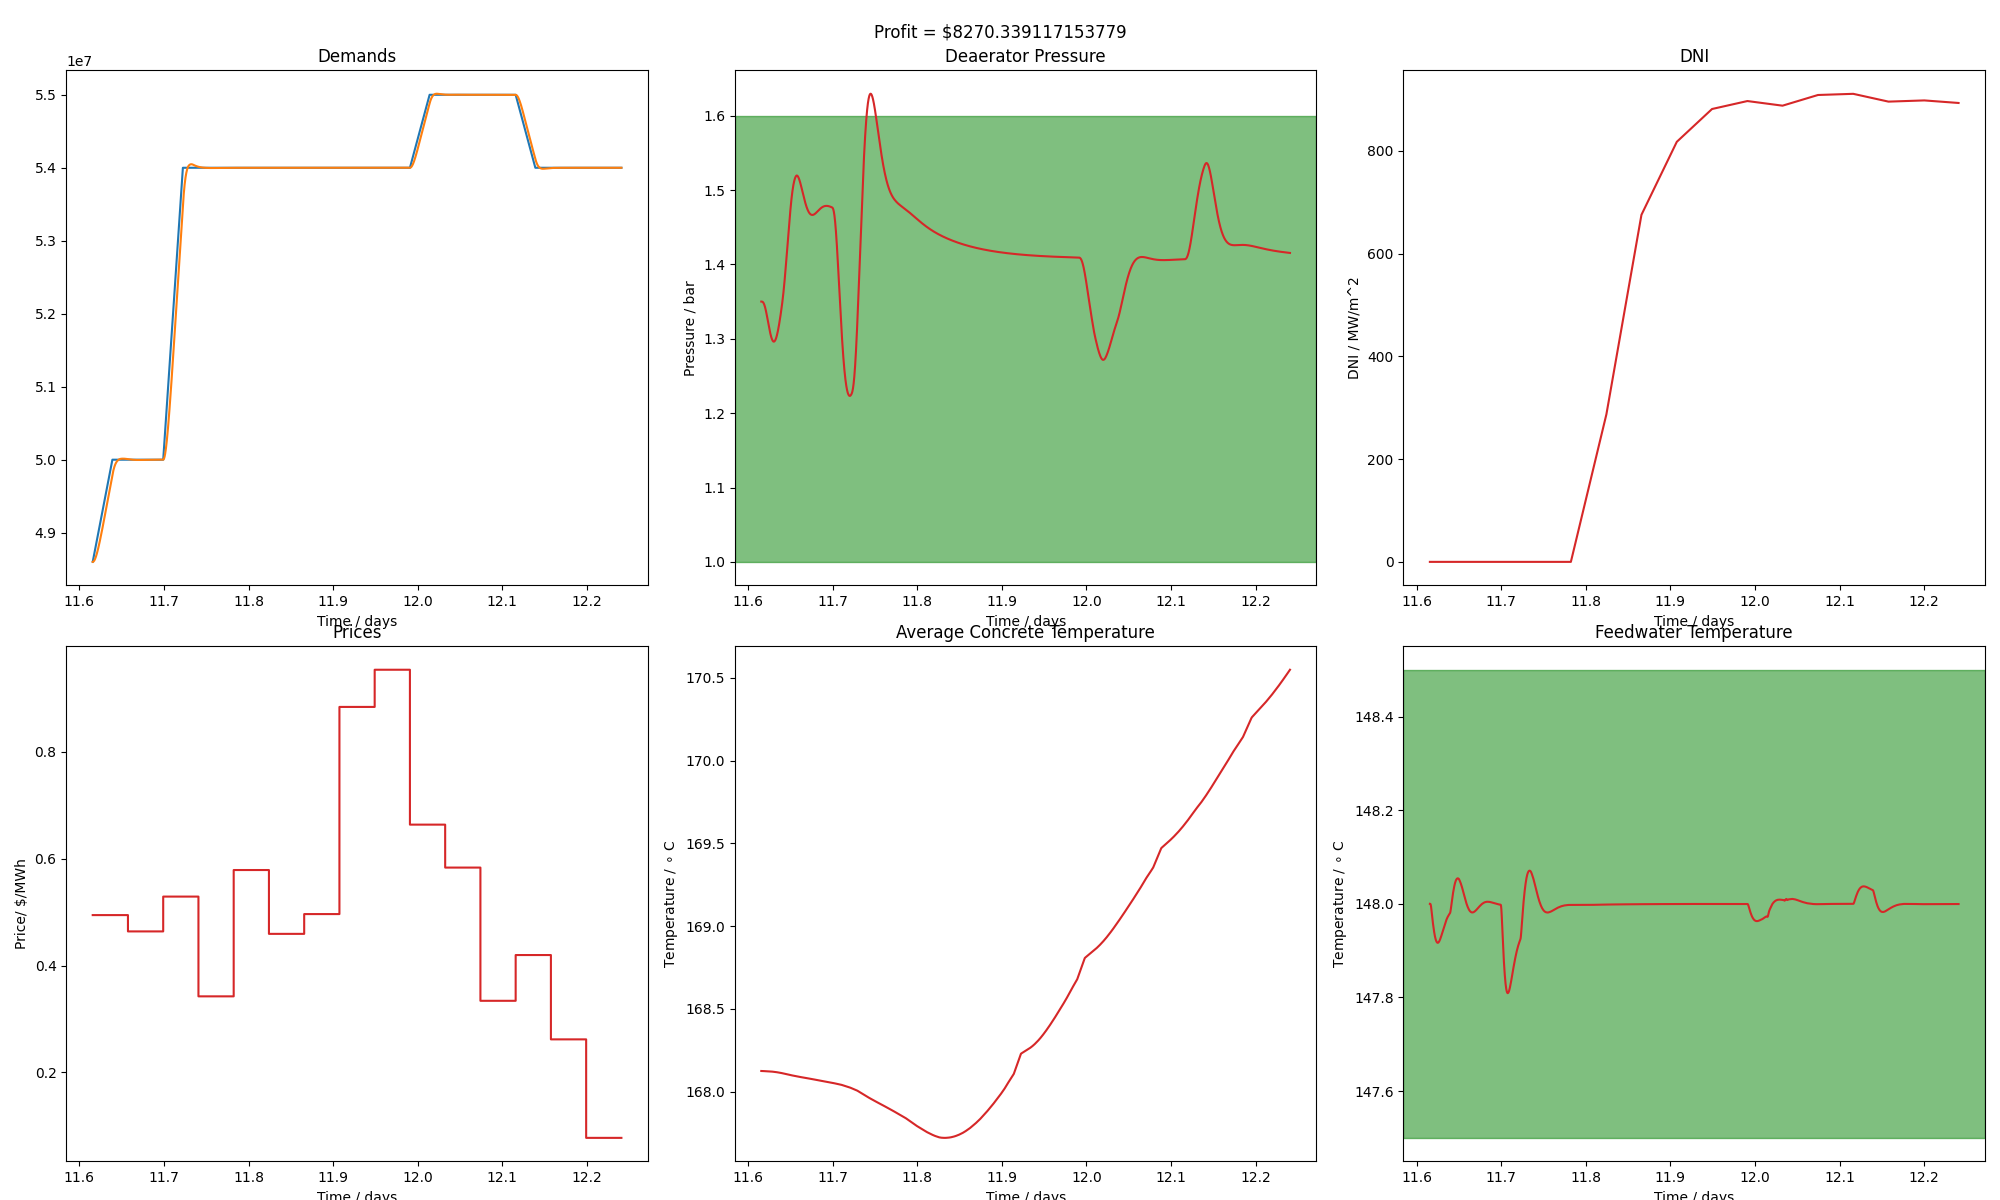 Profit = $8270.339117153779
Demands
1e7
5.5
5.4
5.3
5.2
5.1
5.0
4.9
11.6 11.7 11.8 11.9 12.0 12.1 12.2
Time / days
Deaerator Pressure
Pressure / bar
1.6
1.5
1.4
1.3
1.2
1.1
1.0
11.6 11.7 11.8 11.9 12.0 12.1 12.2
Time / days
DNI
DNI / MW/m^2
800
600
400
200
0
11.6 11.7 11.8 11.9 12.0 12.1 12.2
Time / days
Prices
Price/ $/MWh
0.8
0.6
0.4
0.2
11.6 11.7 11.8 11.9 12.0 12.1 12.2
Time / days
Average Concrete Temperature
Temperature / ∘ C
170.5
170.0
169.5
169.0
168.5
168.0
11.6 11.7 11.8 11.9 12.0 12.1 12.2
Time / days
Feedwater Temperature
Temperature / ∘ C
148.4
148.2
148.0
147.8
147.6
11.6 11.7 11.8 11.9 12.0 12.1 12.2
Time / days